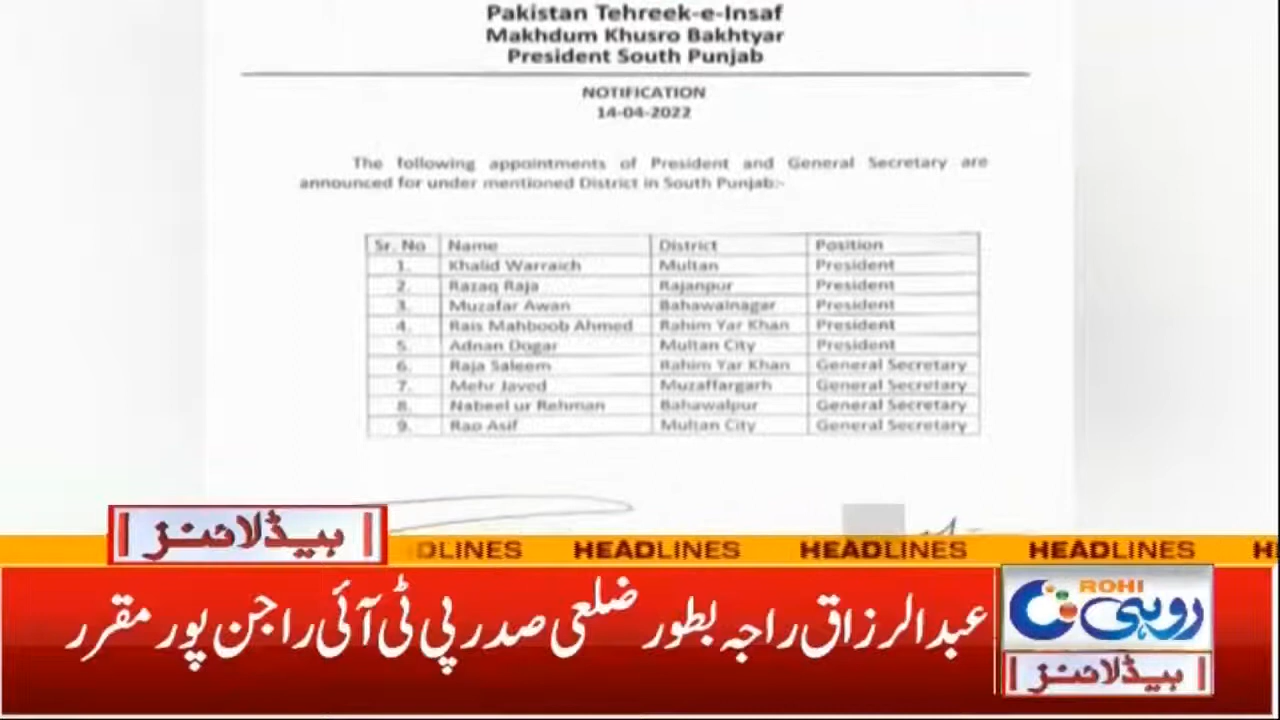 Pakistan Tehreek-e-Insaf
Makhdum Khusro Bakhtyar
President South Punjab
NOTIFICATION
14-04-2022
The following appointments of President and General Secretary are
announced for under mentioned District in South Punjab:-
Sr. No Name District Position
1. Khalid Warraich Multan President
2. Razaq Raja Rajanpur President
3. Muzafar Awan Bahawalnagar President
4. Rais Mahboob Ahmed Rahim Yar Khan President
5. Adnan Dogar Multan City President
6. Raja Saleem Rahim Yar Khan General Secretary
7. Mehr Javed Muzaffargarh General Secretary
8. Nabeel ur Rehman Bahawalpur General Secretary
9. Rao Asif Multan City General Secretary
ہیڈلائنز
DLINES HEADLINES HEADLINES HEADLINES H
عبدالرزاق راجہ بطور ضلعی صدر پی ٹی آئی راجن پور مقرر
ROHI
روہی
ہیڈلائنز